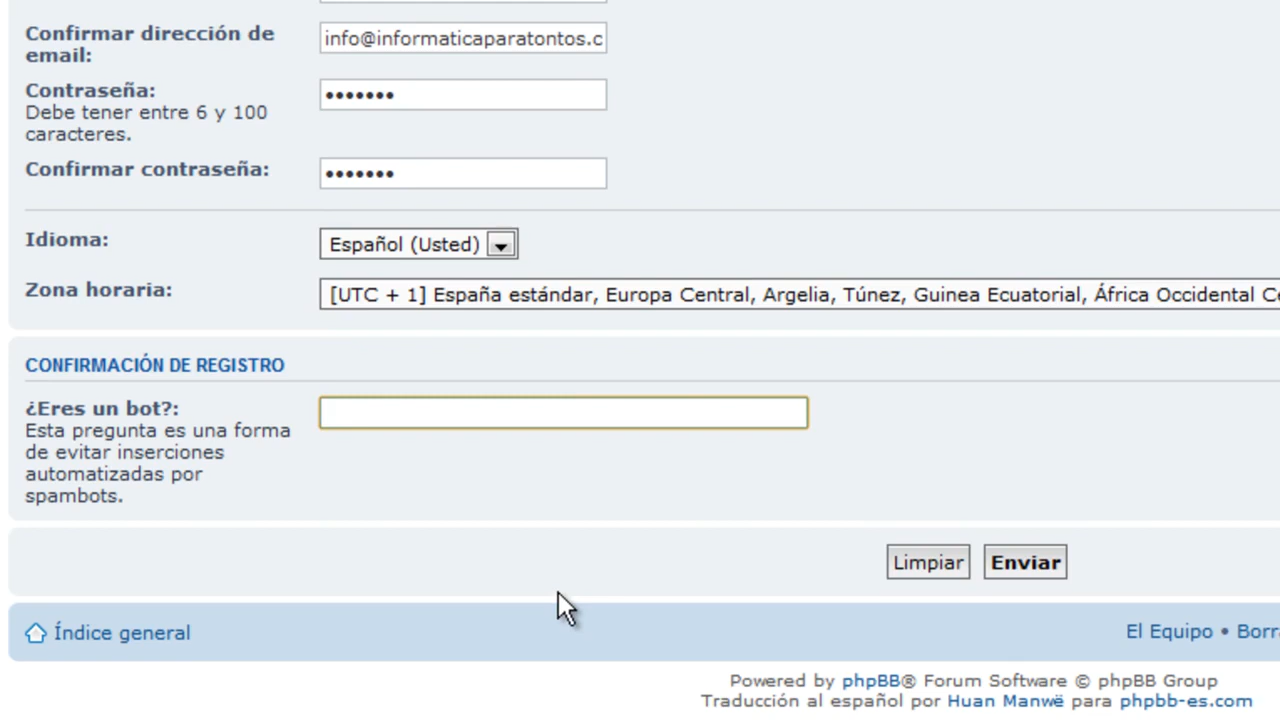 Confirmar dirección de
email:
info@informaticaparatontos.c
Contraseña:
Debe tener entre 6 y 100
caracteres.
•••••••
Confirmar contraseña:
•••••••
Idioma:
Español (Usted)
Zona horaria:
[UTC + 1] España estándar, Europa Central, Argelia, Túnez, Guinea Ecuatorial, África Occidental Ce
CONFIRMACIÓN DE REGISTRO
¿Eres un bot?:
Esta pregunta es una forma
de evitar inserciones
automatizadas por
spambots.
Limpiar Enviar
Índice general
El Equipo • Borra
Powered by phpBB® Forum Software © phpBB Group
Traducción al español por Huan Manwë para phpbb-es.com